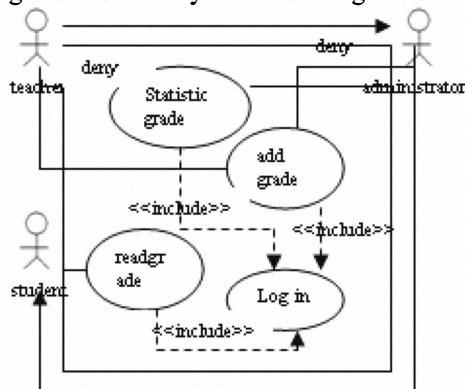 deny
teacher
deny
administrator
Statistic
grade
add
grade
<<include>>
<<include>>
readgr
ade
student
Log in
<<include>>